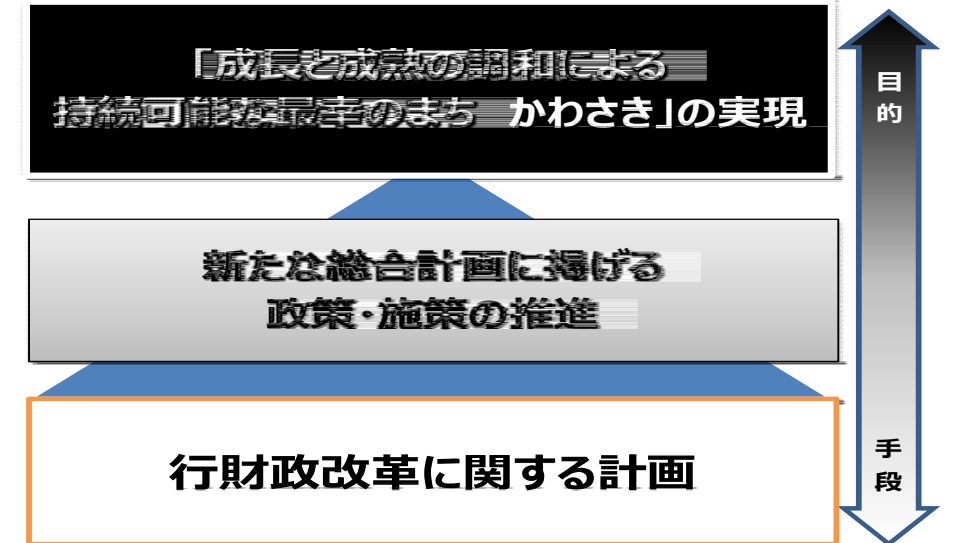 「成長と成熟の調和による
持続可能な最幸のまち かわさき」の実現
新たな総合計画に掲げる
政策・施策の推進
行財政改革に関する計画
目的
手段